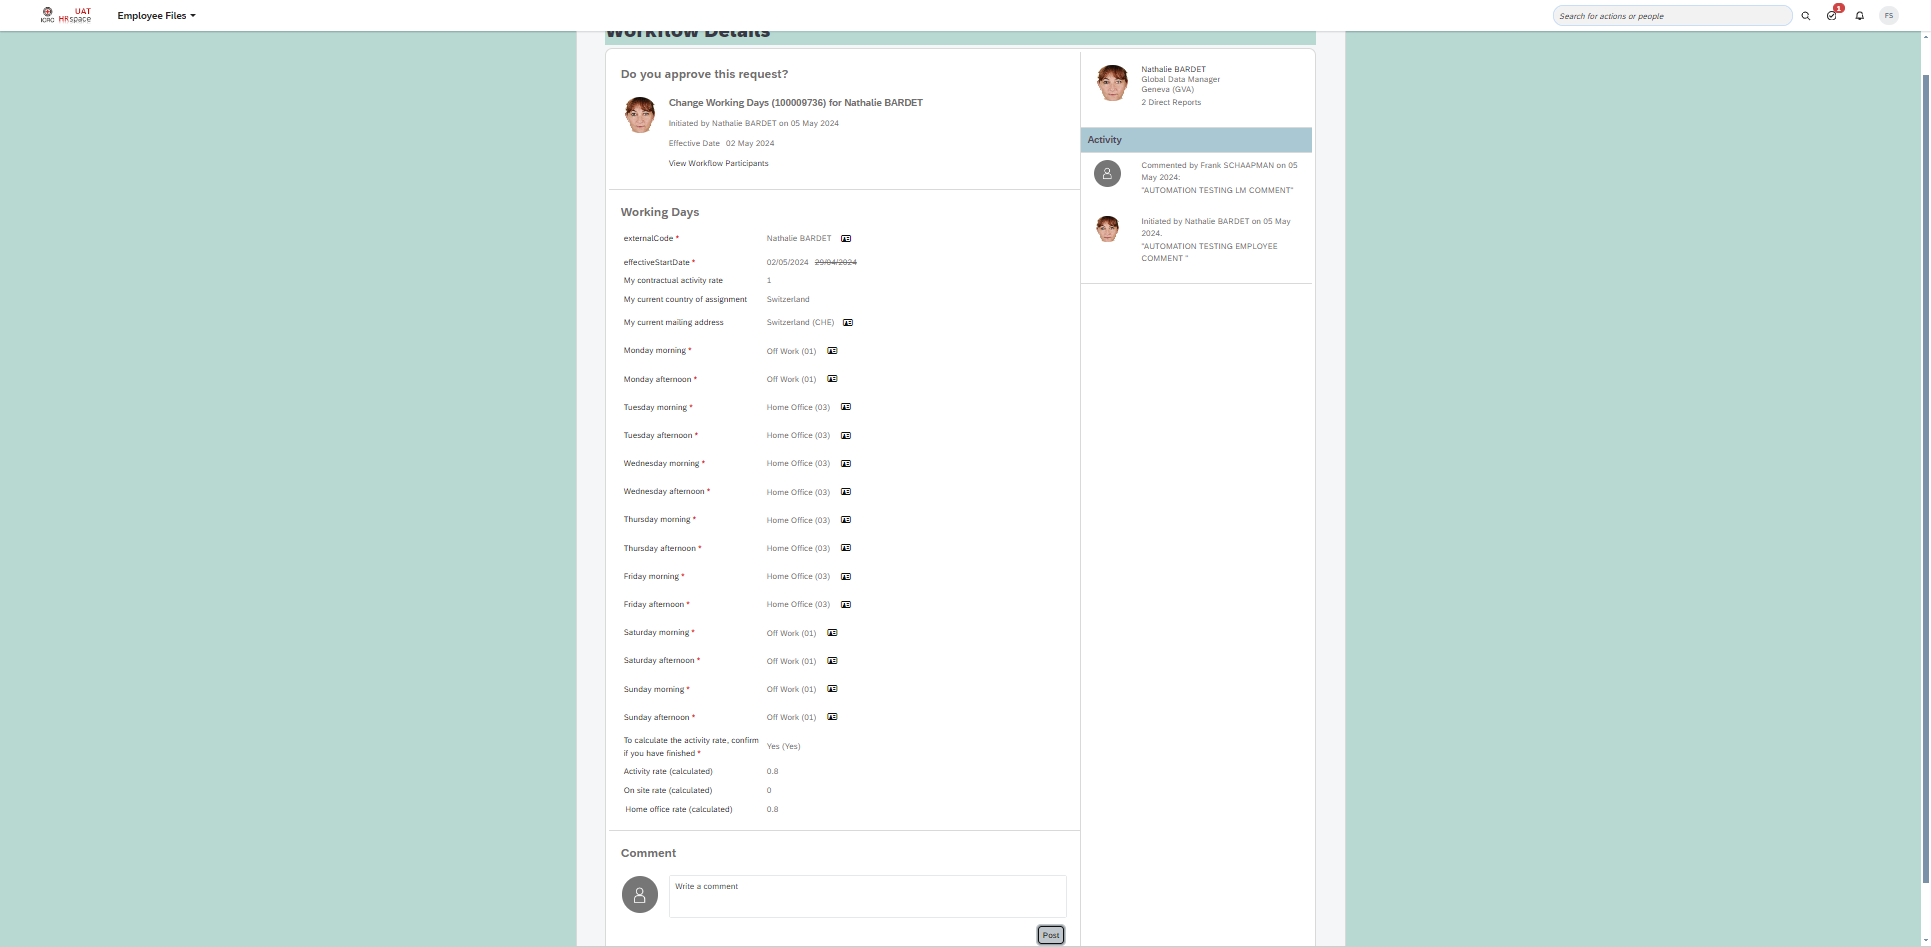 ICRC UAT HRspace
Employee Files
Search for actions or people
1
FS
Workflow Details
Do you approve this request?
Change Working Days (100009736) for Nathalie BARDET
Initiated by Nathalie BARDET on 05 May 2024
Effective Date 02 May 2024
View Workflow Participants
Working Days
externalCode * Nathalie BARDET
effectiveStartDate * 02/05/2024 29/04/2024
My contractual activity rate 1
My current country of assignment Switzerland
My current mailing address Switzerland (CHE)
Monday morning * Off Work (01)
Monday afternoon * Off Work (01)
Tuesday morning * Home Office (03)
Tuesday afternoon * Home Office (03)
Wednesday morning * Home Office (03)
Wednesday afternoon * Home Office (03)
Thursday morning * Home Office (03)
Thursday afternoon * Home Office (03)
Friday morning * Home Office (03)
Friday afternoon * Home Office (03)
Saturday morning * Off Work (01)
Saturday afternoon * Off Work (01)
Sunday morning * Off Work (01)
Sunday afternoon * Off Work (01)
To calculate the activity rate, confirm
if you have finished * Yes (Yes)
Activity rate (calculated) 0.8
On site rate (calculated) 0
Home office rate (calculated) 0.8
Comment
Write a comment
Post
Nathalie BARDET
Global Data Manager
Geneva (GVA)
2 Direct Reports
Activity
Commented by Frank SCHAAPMAN on 05
May 2024:
"AUTOMATION TESTING LM COMMENT"
Initiated by Nathalie BARDET on 05 May
2024.
"AUTOMATION TESTING EMPLOYEE
COMMENT "